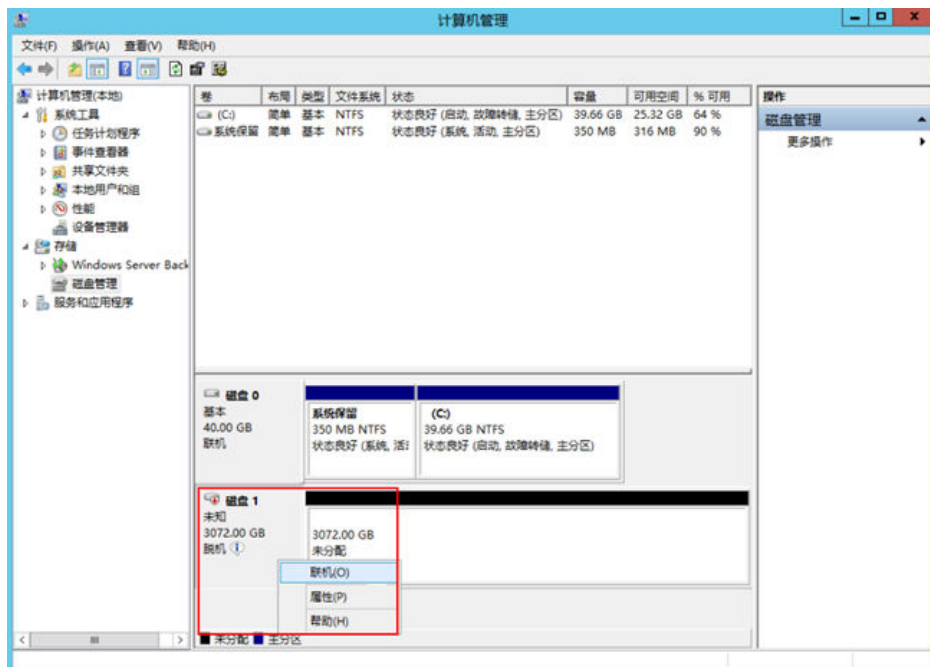 计算机管理
文件(F) 操作(A) 查看(V) 帮助(H)
计算机管理(本地)
系统工具
任务计划程序
事件查看器
共享文件夹
本地用户和组
性能
设备管理器
存储
Windows Server Back
磁盘管理
服务和应用程序
卷 布局 类型 文件系统 状态 容量 可用空间 % 可用
(C:) 简单 基本 NTFS 状态良好 (启动, 故障转储, 主分区) 39.66 GB 25.32 GB 64 %
系统保留 简单 基本 NTFS 状态良好 (系统, 活动, 主分区) 350 MB 316 MB 90 %
操作
磁盘管理
更多操作
磁盘 0
基本
40.00 GB
联机
系统保留
350 MB NTFS
状态良好 (系统, 活
(C:)
39.66 GB NTFS
状态良好 (启动, 故障转储, 主分区)
磁盘 1
未知
3072.00 GB
脱机
3072.00 GB
未分配
联机(O)
属性(P)
帮助(H)
未分配 主分区